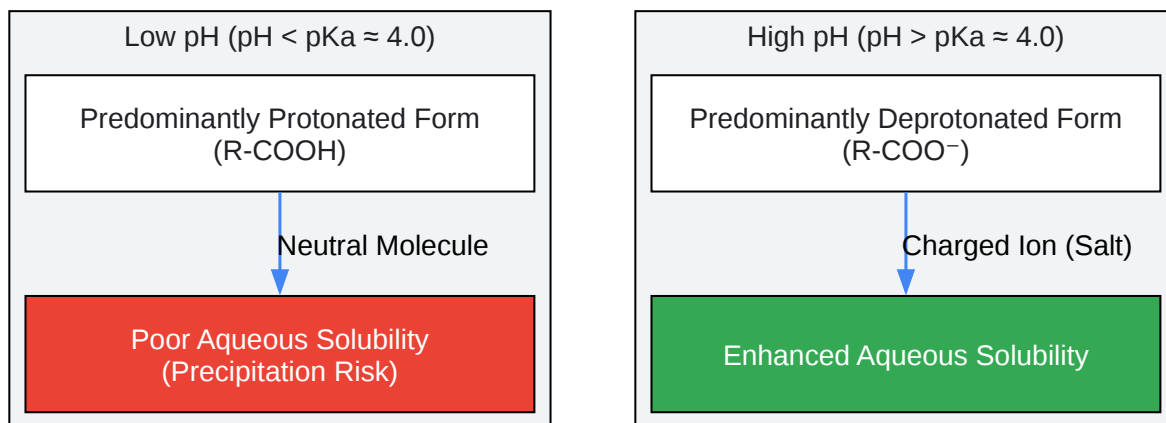 Low pH (pH < pKa ≈ 4.0)
Predominantly Protonated Form
(R-COOH)
Neutral Molecule
Poor Aqueous Solubility
(Precipitation Risk)
High pH (pH > pKa ≈ 4.0)
Predominantly Deprotonated Form
(R-COO⁻)
Charged Ion (Salt)
Enhanced Aqueous Solubility